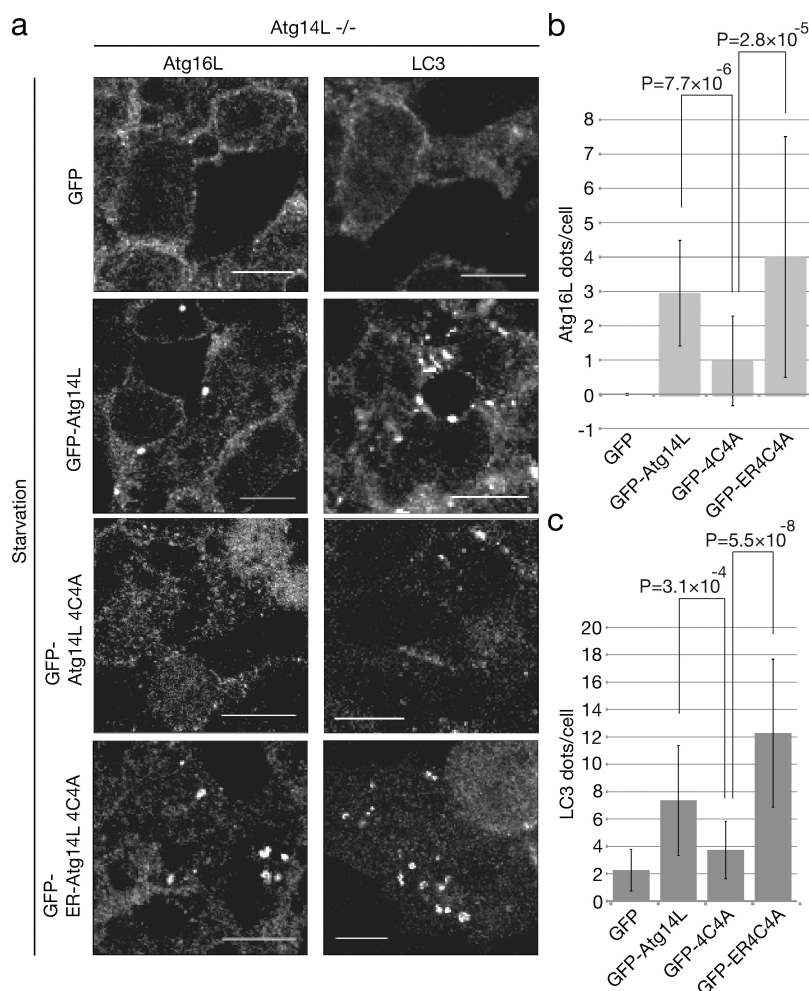 a
Atg14L -/-
Atg16L
LC3
Starvation
GFP
GFP-Atg14L
GFP-
Atg14L 4C4A
GFP-
ER-Atg14L 4C4A
b
P=2.8×10-5
P=7.7×10-6
Atg16L dots/cell
8
7
6
5
4
3
2
1
0
-1
GFP
GFP-Atg14L
GFP-4C4A
GFP-ER4C4A
c
P=5.5×10-8
P=3.1×10-4
LC3 dots/cell
20
18
16
14
12
10
8
6
4
2
0
GFP
GFP-Atg14L
GFP-4C4A
GFP-ER4C4A